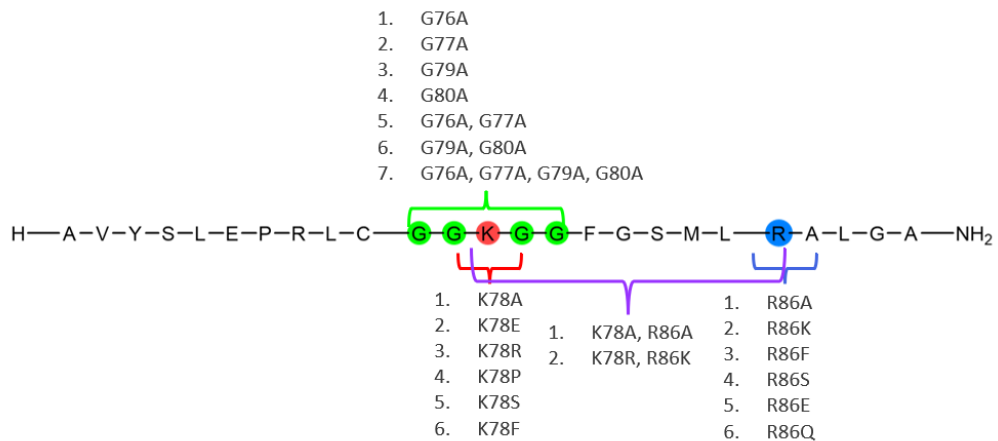 1. G76A
2. G77A
3. G79A
4. G80A
5. G76A, G77A
6. G79A, G80A
7. G76A, G77A, G79A, G80A
H–A–V–Y–S–L–E–P–R–L–C–G–G–K–G–G–F–G–S–M–L–R–A–L–G–A–NH₂
1. K78A
2. K78E
3. K78R
4. K78P
5. K78S
6. K78F
1. K78A, R86A
2. K78R, R86K
1. R86A
2. R86K
3. R86F
4. R86S
5. R86E
6. R86Q